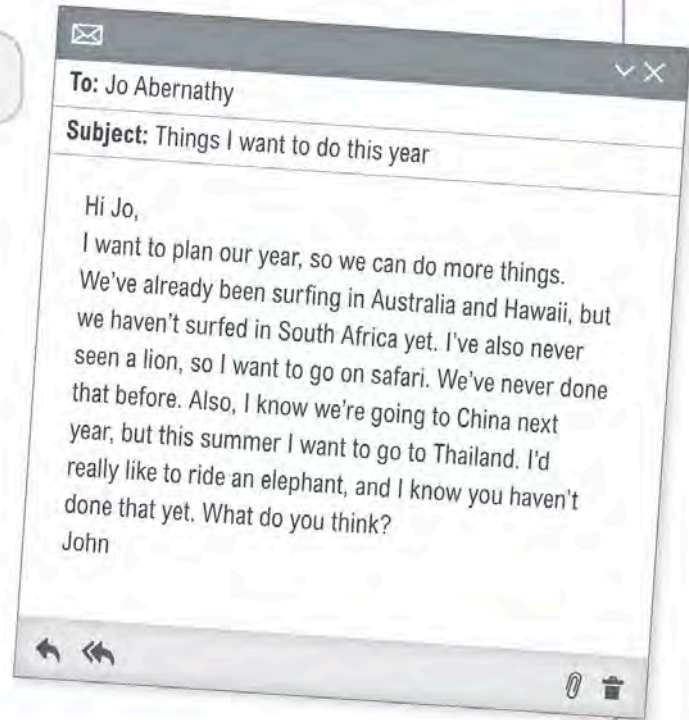 To: Jo Abernathy
Subject: Things I want to do this year
Hi Jo,
I want to plan our year, so we can do more things.
We've already been surfing in Australia and Hawaii, but
we haven't surfed in South Africa yet. I've also never
seen a lion, so I want to go on safari. We've never done
that before. Also, I know we're going to China next
year, but this summer I want to go to Thailand. I'd
really like to ride an elephant, and I know you haven't
done that yet. What do you think?
John